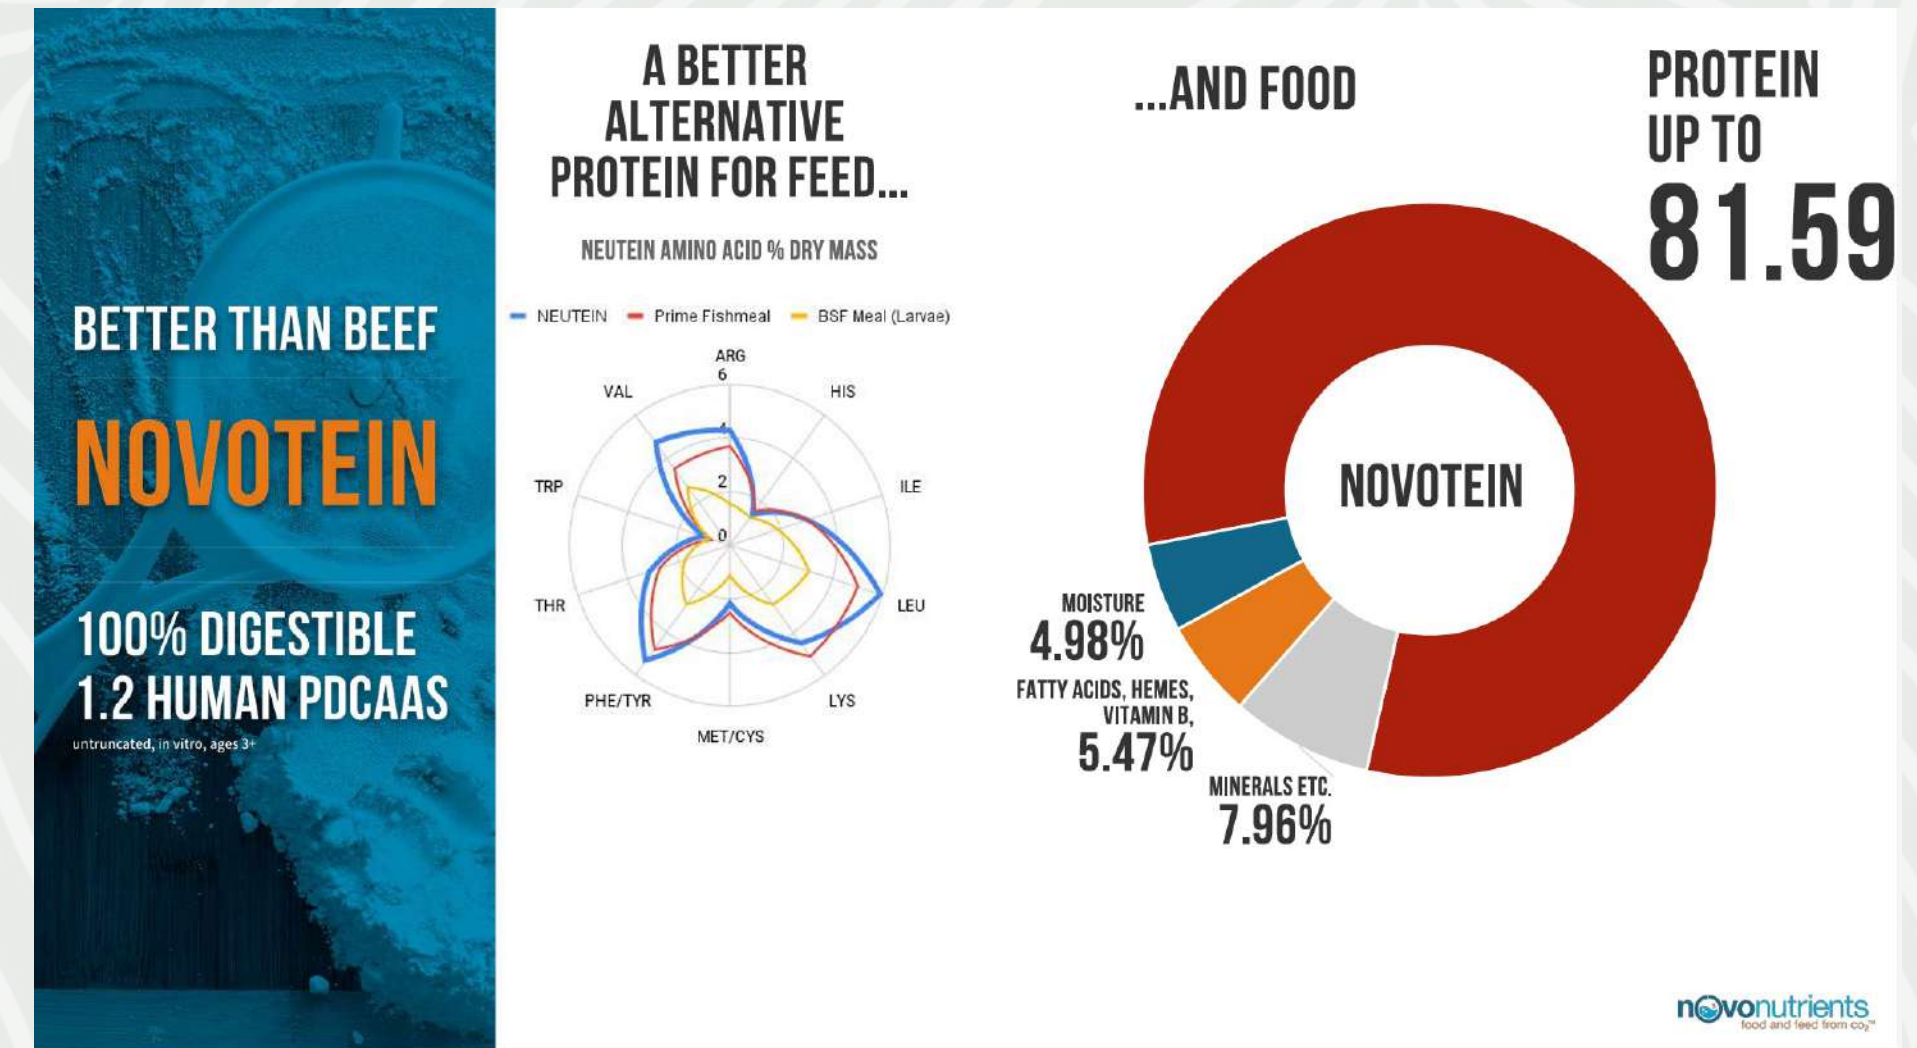 BETTER THAN BEEF
NOVOTEIN
100% DIGESTIBLE
1.2 HUMAN PDCAAS
untruncated, in vitro, ages 3+
A BETTER
ALTERNATIVE
PROTEIN FOR FEED...
NEUTEIN AMINO ACID % DRY MASS
NEUTEIN Prime Fishmeal BSF Meal (Larvae)
ARG
6
VAL
HIS
4
TRP
2
ILE
0
THR
LEU
PHE/TYR
LYS
MET/CYS
...AND FOOD
PROTEIN
UP TO
81.59
NOVOTEIN
MOISTURE
4.98%
FATTY ACIDS, HEMES,
VITAMIN B,
5.47%
MINERALS ETC.
7.96%
novonutrients
food and feed from co₂™